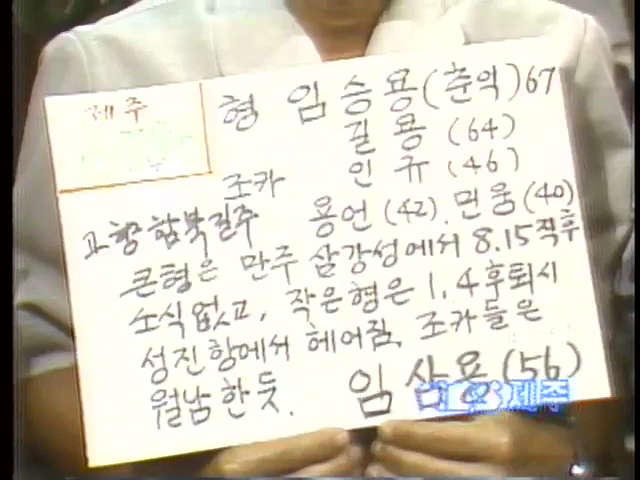 제주
형 임승용(춘익)67
길용(64)
조카 인규(46)
고향 함북길주 용언(42). 민웅(40)
큰형은 만주 삼강성에서 8.15직후
소식없고, 작은형은 1.4후퇴시
성진항에서 헤어짐. 조카들은
월남한듯. 임삼용(56)
제주